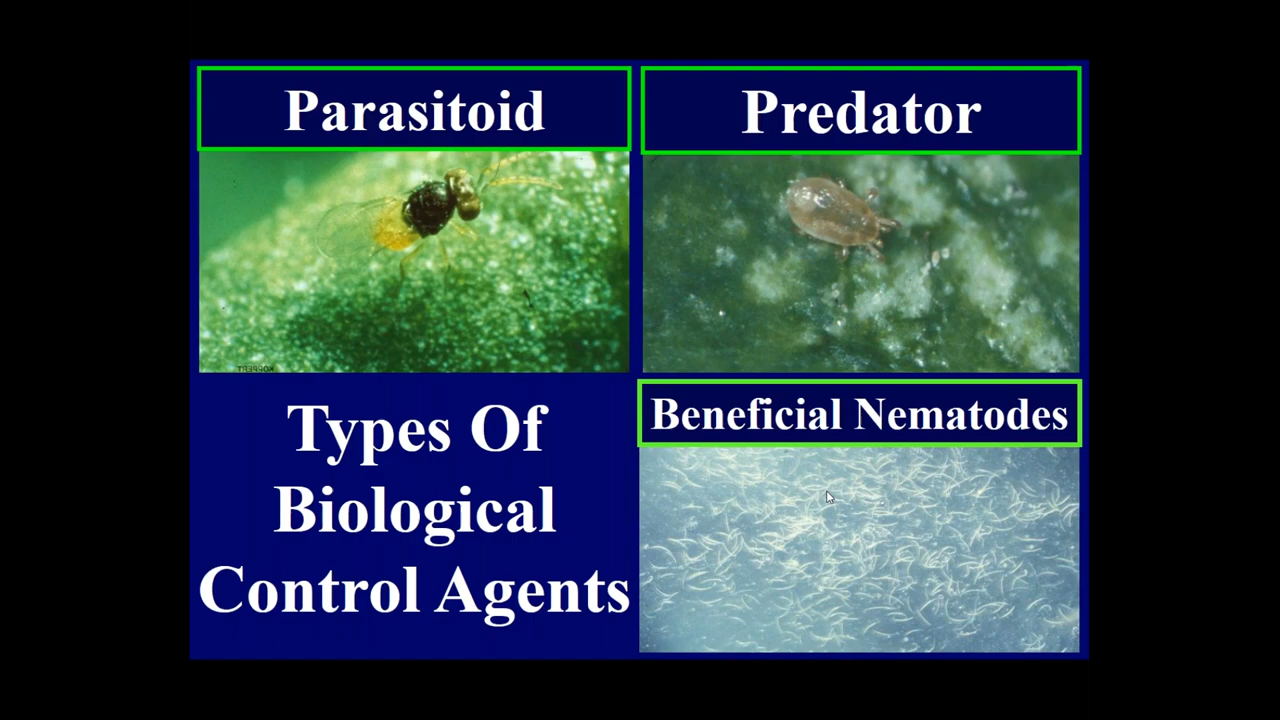 Parasitoid
Predator
Types Of
Biological
Control Agents
Beneficial Nematodes